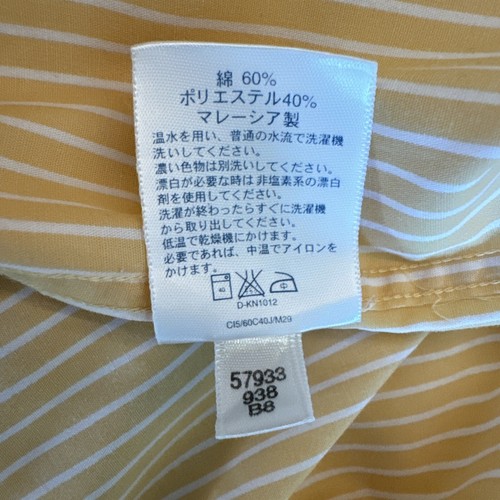 綿 60%
ポリエステル40%
マレーシア製
温水を用い、普通の水流で洗濯機
洗いしてください。
濃い色物は別洗いしてください。
漂白が必要な時は非塩素系の漂白
剤を使用してください。
洗濯が終わったらすぐに洗濯機
から取り出してください。
低温で乾燥機にかけます。
必要であれば、中温でアイロンを
かけます。
40
D-KN1012
CI5/60C40J/M29
57933
938
B8